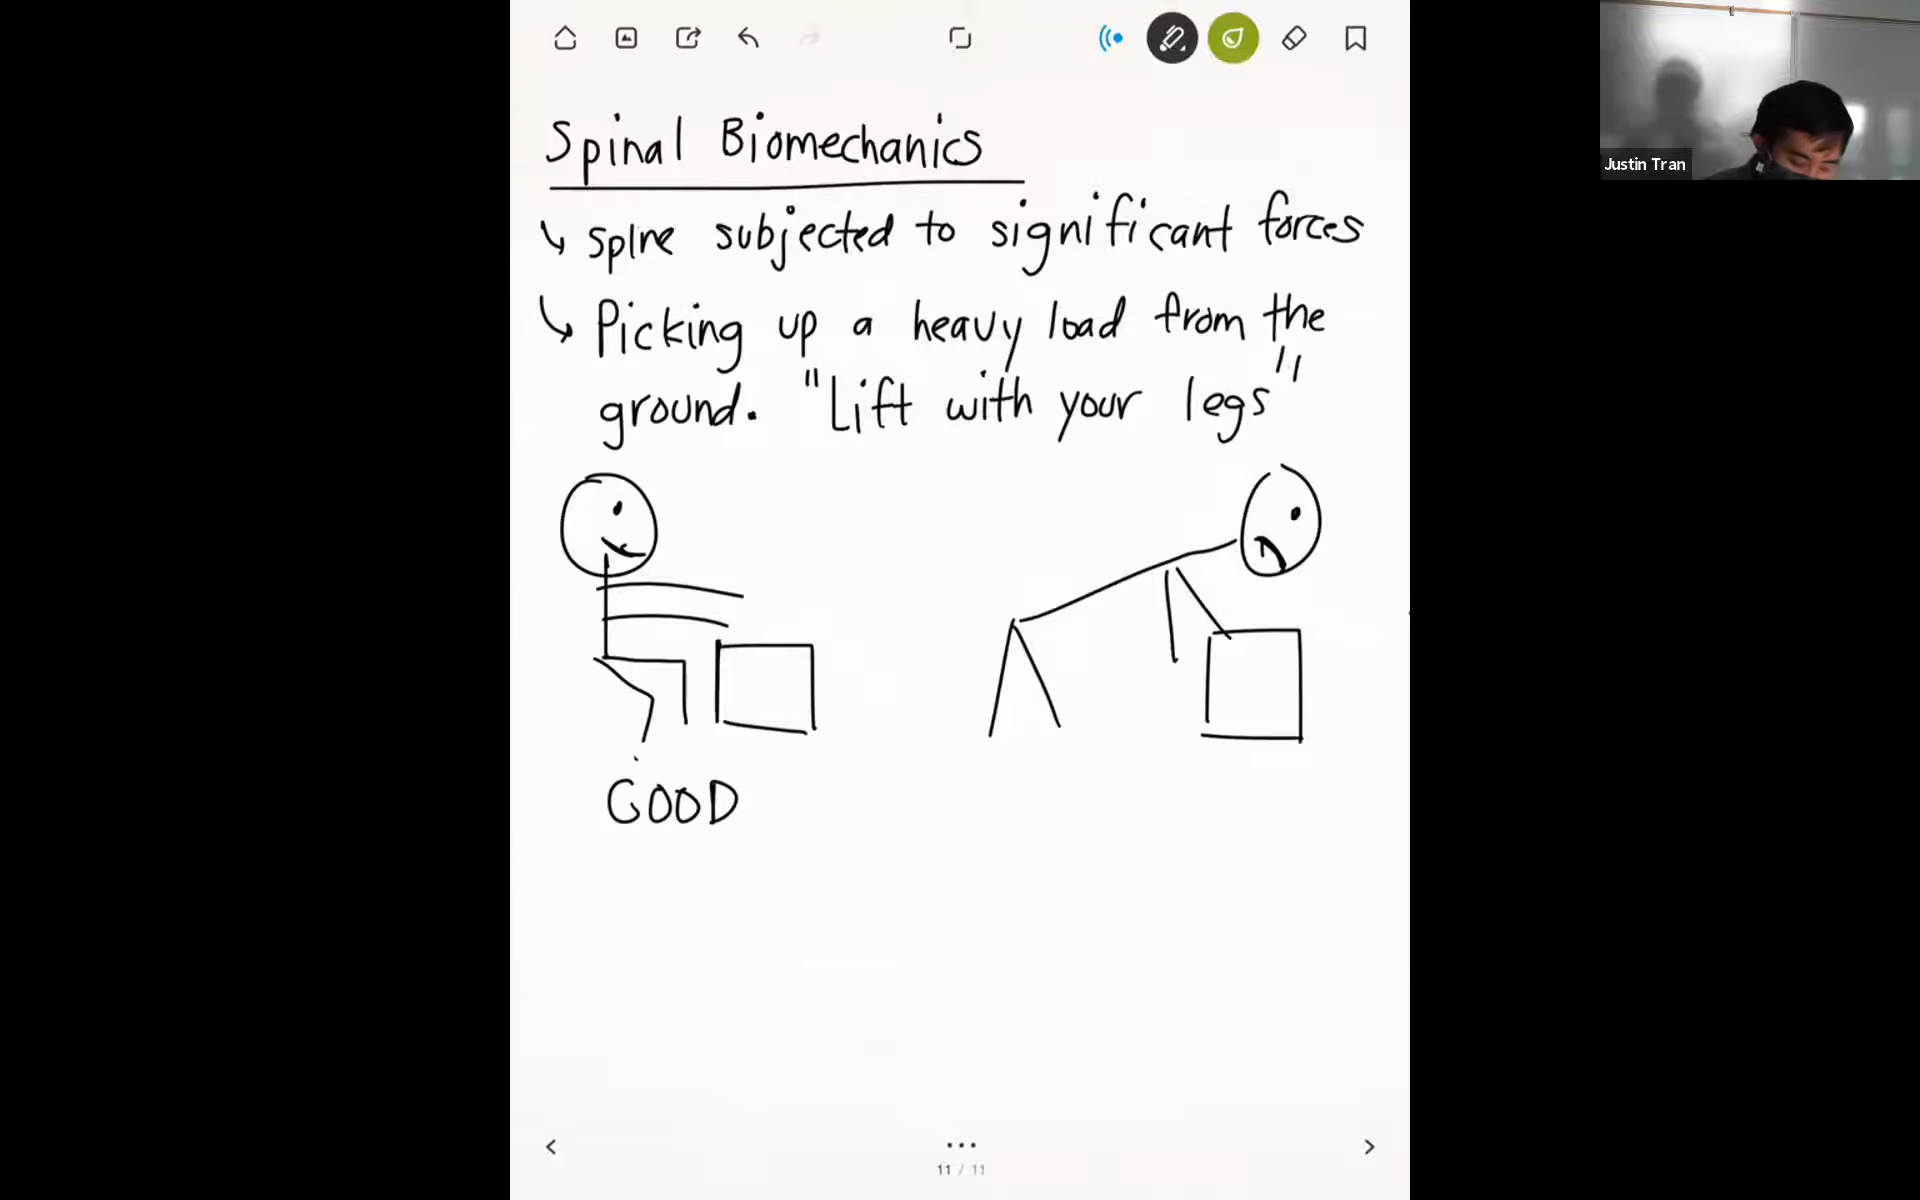 Spinal Biomechanics
Justin Tran
↳ spine subjected to significant forces
↳ Picking up a heavy load from the
ground. "Lift with your legs"
GOOD
11 / 11